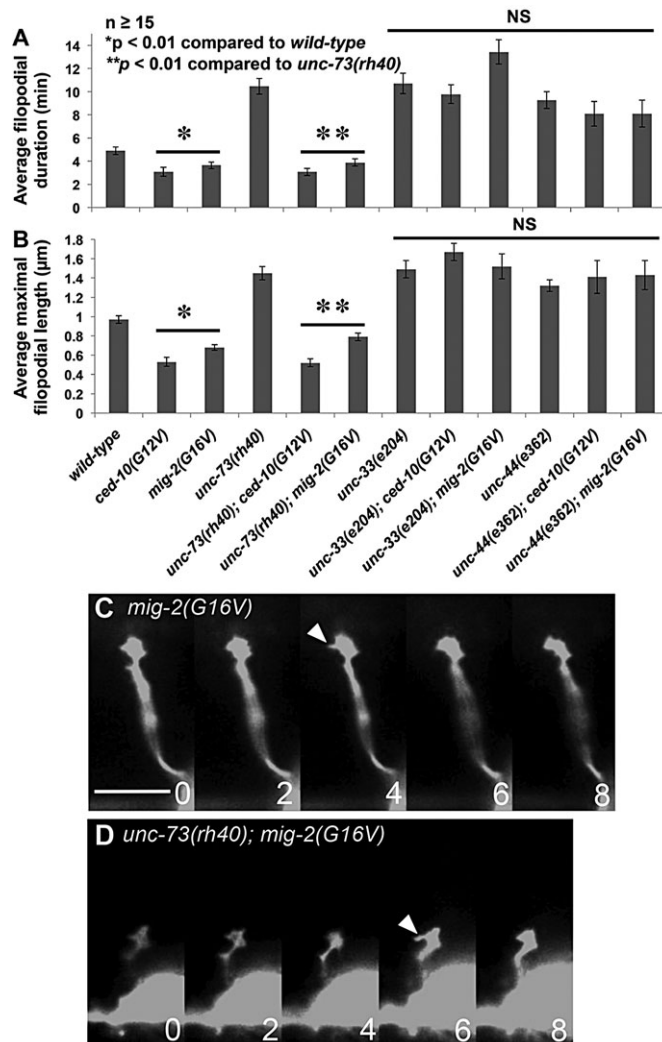 A
n ≥ 15
*p < 0.01 compared to wild-type
**p < 0.01 compared to unc-73(rh40)
NS
Average filopodial duration (min)
14
12
10
8
6
4
2
0
*
**
B
NS
Average maximal filopodial length (µm)
1.8
1.6
1.4
1.2
1
0.8
0.6
0.4
0.2
0
*
**
wild-type
ced-10(G12V)
mig-2(G16V)
unc-73(rh40)
unc-73(rh40); ced-10(G12V)
unc-73(rh40); mig-2(G16V)
unc-33(e204)
unc-33(e204); ced-10(G12V)
unc-33(e204); mig-2(G16V)
unc-44(e362)
unc-44(e362); ced-10(G12V)
unc-44(e362); mig-2(G16V)
C mig-2(G16V)
0 2 4 6 8
D unc-73(rh40); mig-2(G16V)
0 2 4 6 8